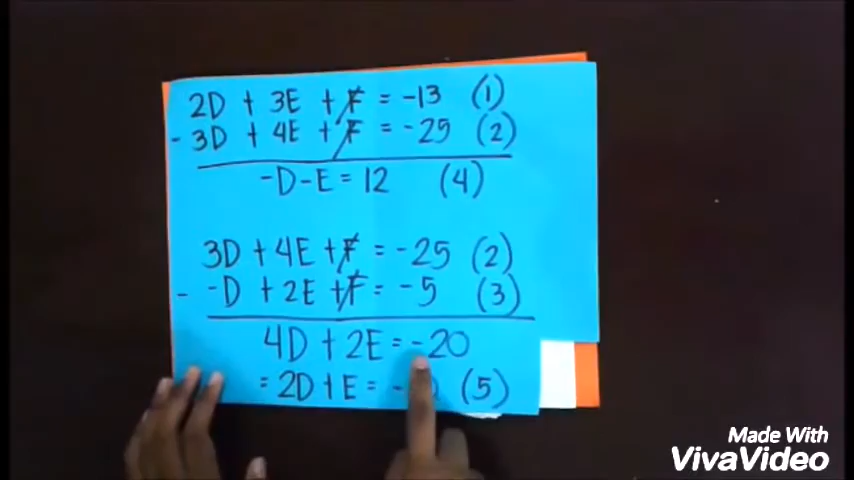 2D + 3E + F = -13 (1)
- 3D + 4E + F = -25 (2)
-D-E = 12 (4)
3D + 4E + F = -25 (2)
- -D + 2E + F = -5 (3)
4D + 2E = -20
= 2D + E = - (5)
Made With
VivaVideo